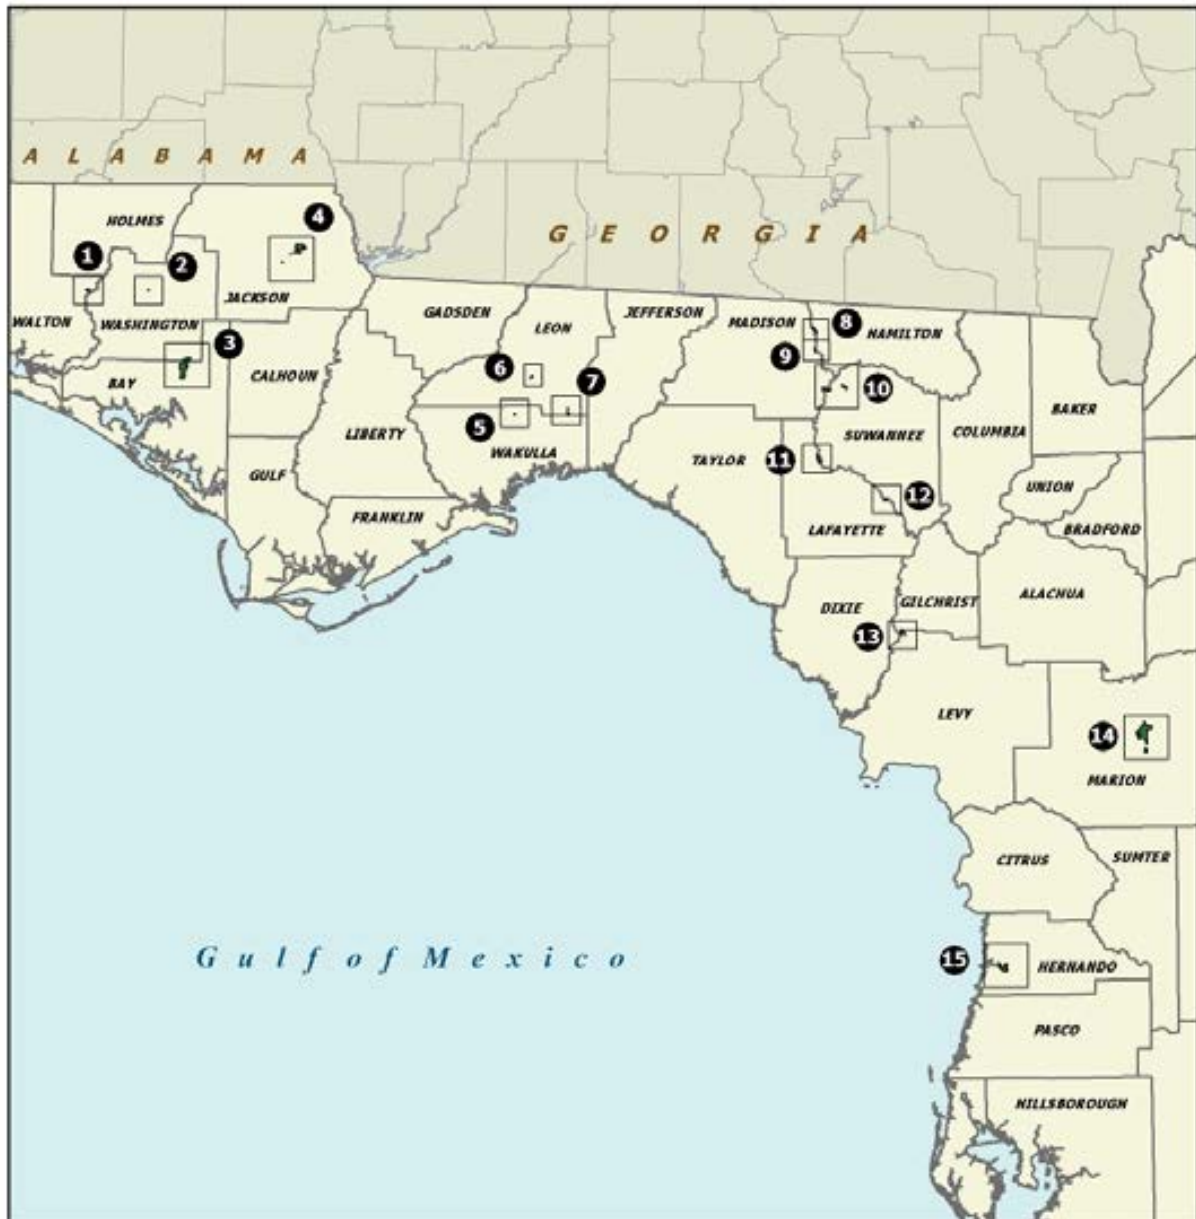 A L A B A M A
G E O R G I A
HOLMES
4
1
2
JACKSON
WALTON
WASHINGTON
GADSDEN
LEON
JEFFERSON
MADISON
8
HAMILTON
3
9
6
7
10
BAY
CALHOUN
BAKER
5
LIBERTY
WAKULLA
SUWANNEE
COLUMBIA
TAYLOR
11
GULF
UNION
12
FRANKLIN
LAFAYETTE
BRADFORD
DIXIE
GILCHRIST
ALACHUA
13
LEVY
14
MARION
CITRUS
SUMTER
Gulf of Mexico
15
HERNANDO
PASCO
HILLSBOROUGH